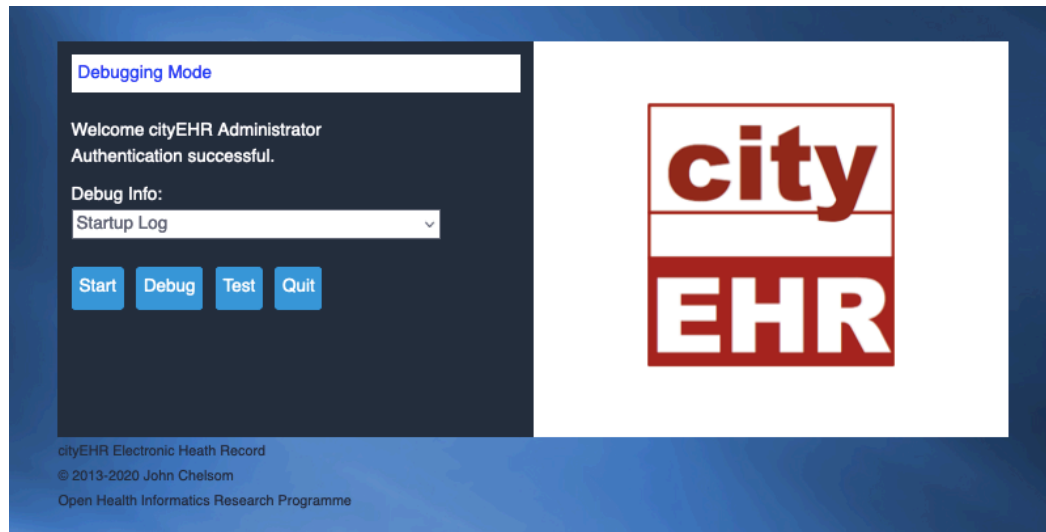 Debugging Mode
Welcome cityEHR Administrator
Authentication successful.
Debug Info:
Startup Log
Start Debug Test Quit
city
EHR
cityEHR Electronic Heath Record
© 2013-2020 John Chelsom
Open Health Informatics Research Programme